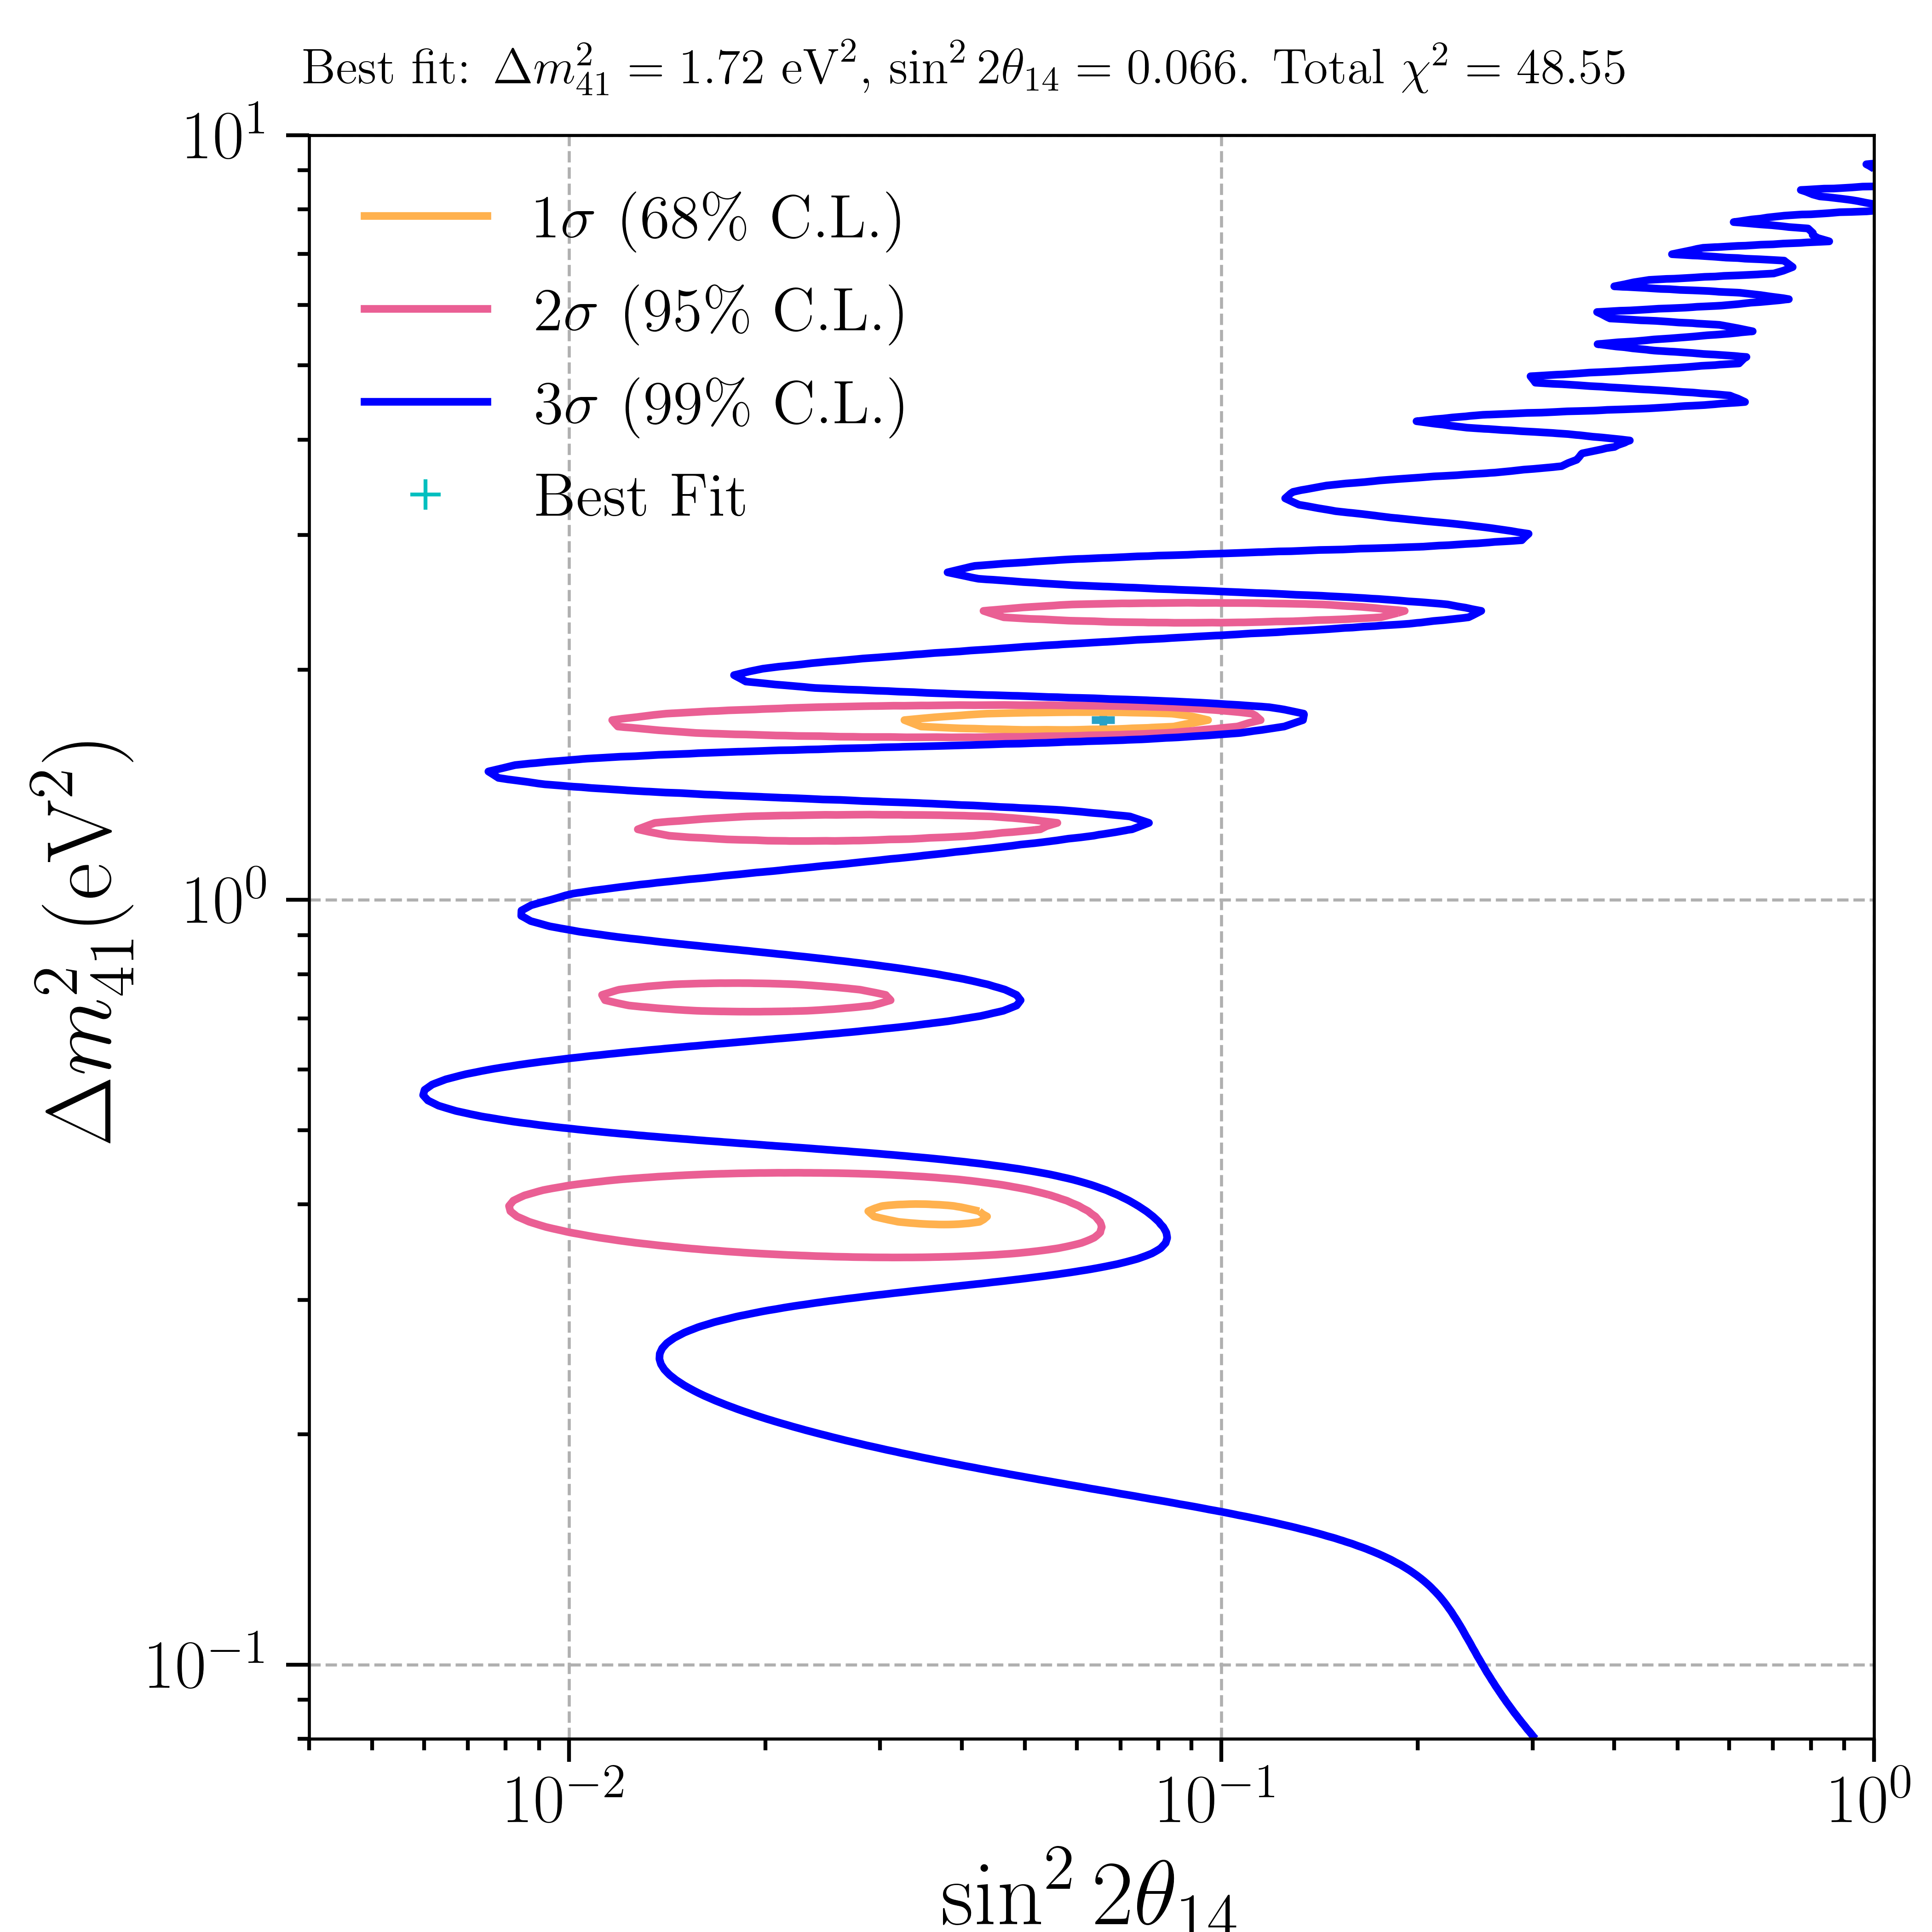 Best fit: Δm²₄₁ = 1.72 eV², sin² 2θ₁₄ = 0.066. Total χ² = 48.55
10¹
1σ (68% C.L.)
2σ (95% C.L.)
3σ (99% C.L.)
Best Fit
Δm²₄₁(eV²)
10⁰
10⁻¹
10⁻²
10⁻¹
10⁰
sin² 2θ₁₄